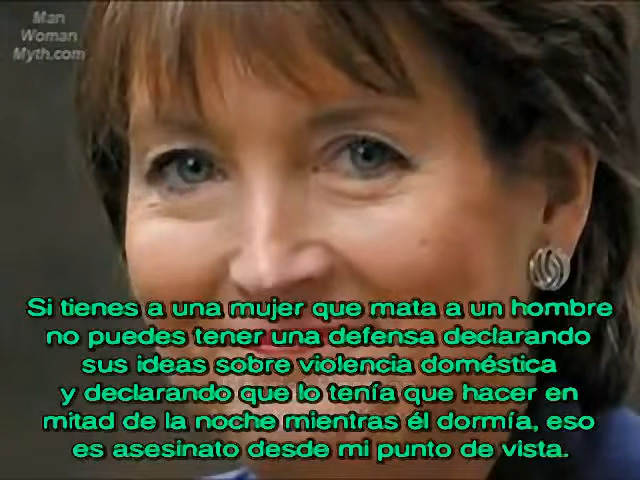 Man
Woman
Myth.com
Si tienes a una mujer que mata a un hombre
no puedes tener una defensa declarando
sus ideas sobre violencia doméstica
y declarando que lo tenía que hacer en
mitad de la noche mientras él dormía, eso
es asesinato desde mi punto de vista.